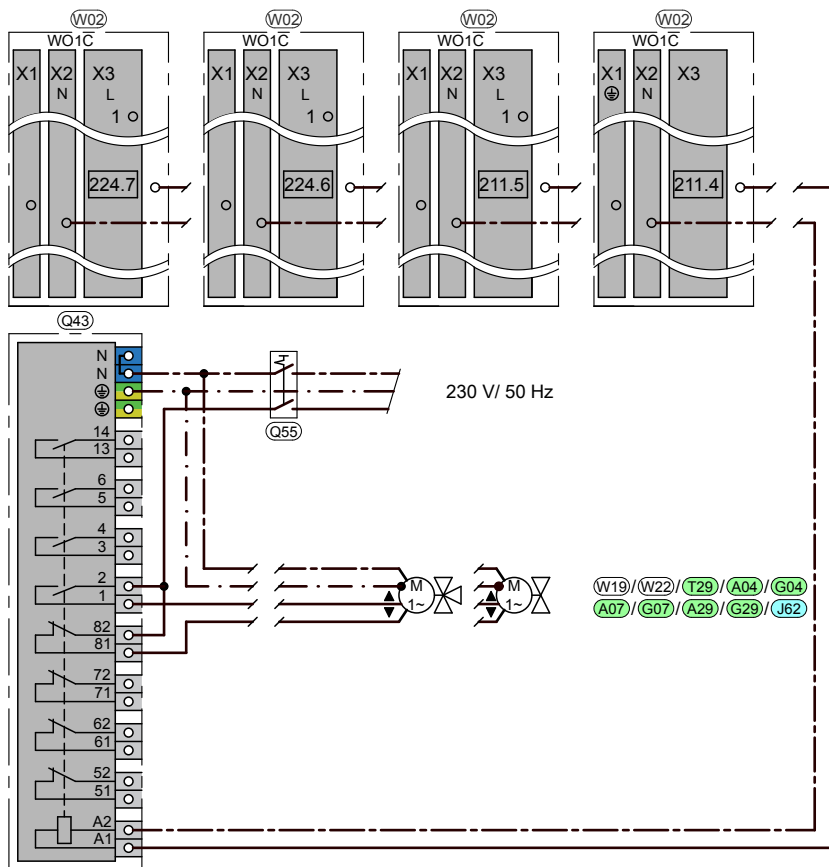 W02 W02 W02 W02
WO1C WO1C WO1C WO1C
X1 X2 X3 X1 X2 X3 X1 X2 X3 X1 X2 X3
N L N L N L N
1 1 1
224.7 224.6 211.5 211.4
Q43
N
N
230 V/ 50 Hz
Q55
14
13
6
5
4
3
2
1
M M
1~ 1~
W19/W22/T29/A04/G04
A07/G07/A29/G29/J62
82
81
72
71
62
61
52
51
A2
A1